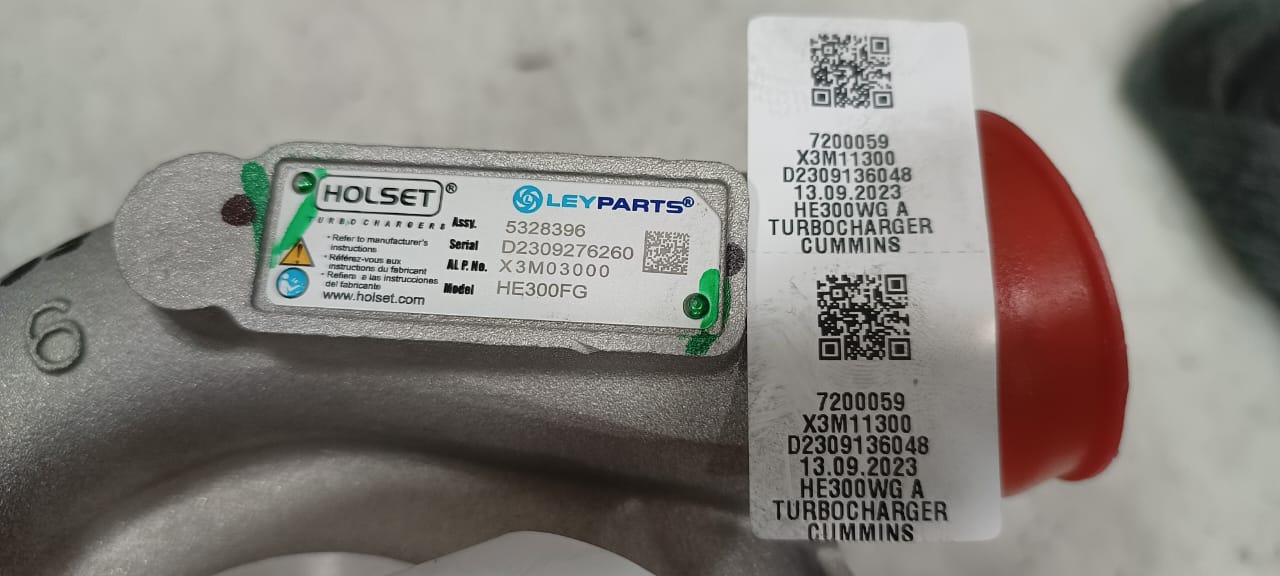 6
HOLSET®
TURBOCHARGERS
• Refer to manufacturer's
instructions
• Référez-vous aux
instructions du fabricant
• Refiera a las instrucciones
del fabricante
www.holset.com
LEYPARTS®
Assy. 5328396
Serial D2309276260
AL P. No. X3M03000
Model HE300FG
7200059
X3M11300
D2309136048
13.09.2023
HE300WG A
TURBOCHARGER
CUMMINS
7200059
X3M11300
D2309136048
13.09.2023
HE300WG A
TURBOCHARGER
CUMMINS